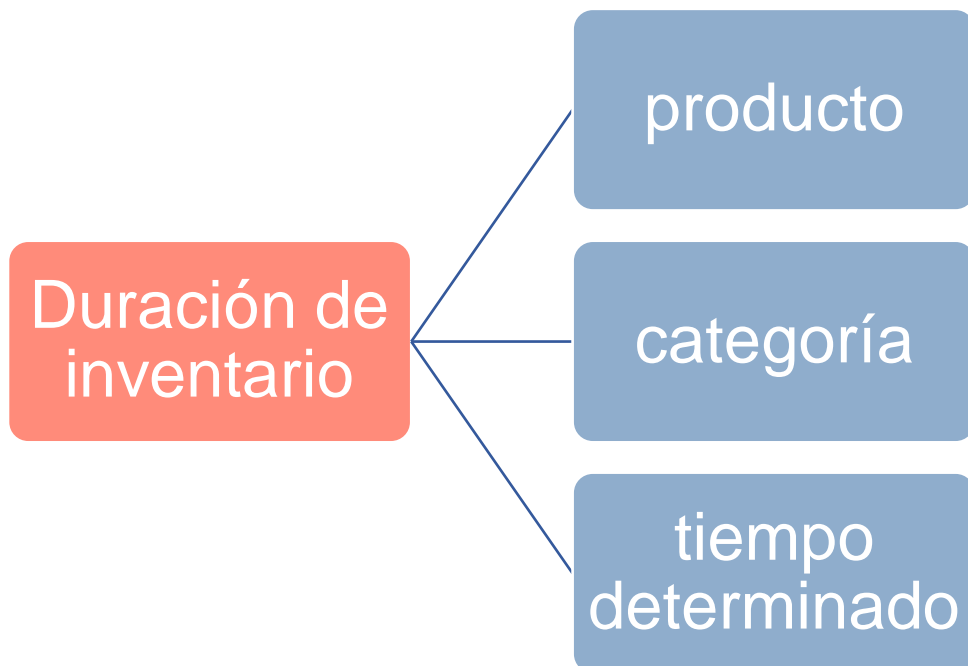 producto
Duración de
inventario
categoría
tiempo
determinado